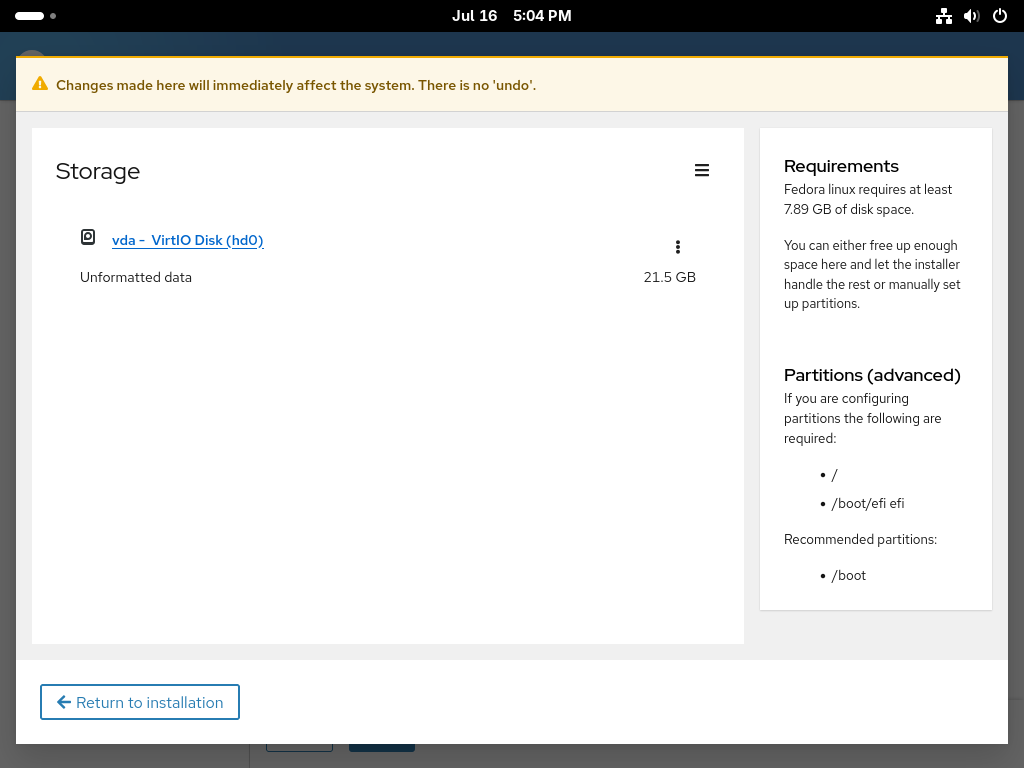 Jul 16 5:04 PM
Changes made here will immediately affect the system. There is no 'undo'.
Storage
vda - VirtIO Disk (hd0)
Unformatted data 21.5 GB
Requirements
Fedora linux requires at least
7.89 GB of disk space.
You can either free up enough
space here and let the installer
handle the rest or manually set
up partitions.
Partitions (advanced)
If you are configuring
partitions the following are
required:
• /
• /boot/efi efi
Recommended partitions:
• /boot
Return to installation